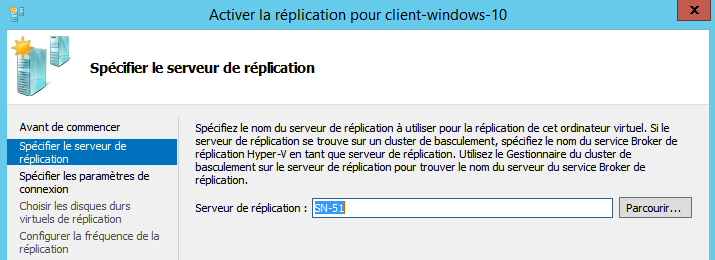 Activer la réplication pour client-windows-10
x
Spécifier le serveur de réplication
Avant de commencer
Spécifier le serveur de
réplication
Spécifier les paramètres de
connexion
Choisir les disques durs
virtuels de réplication
Configurer la fréquence de la
réplication
Spécifiez le nom du serveur de réplication à utiliser pour la réplication de cet ordinateur virtuel. Si le
serveur de réplication se trouve sur un cluster de basculement, spécifiez le nom du service Broker de
réplication Hyper-V en tant que serveur de réplication. Utilisez le Gestionnaire du cluster de
basculement sur le serveur de réplication pour trouver le nom du serveur du service Broker de
réplication.
Serveur de réplication : SN-51 Parcourir...